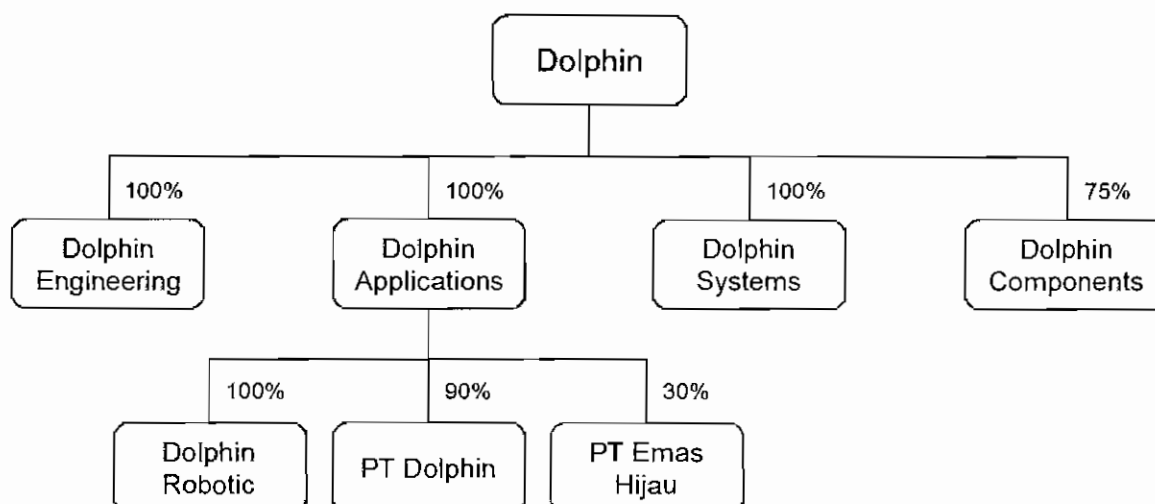 Dolphin
100%
100%
100%
75%
Dolphin
Engineering
Dolphin
Applications
Dolphin
Systems
Dolphin
Components
100%
90%
30%
Dolphin
Robotic
PT Dolphin
PT Emas
Hijau